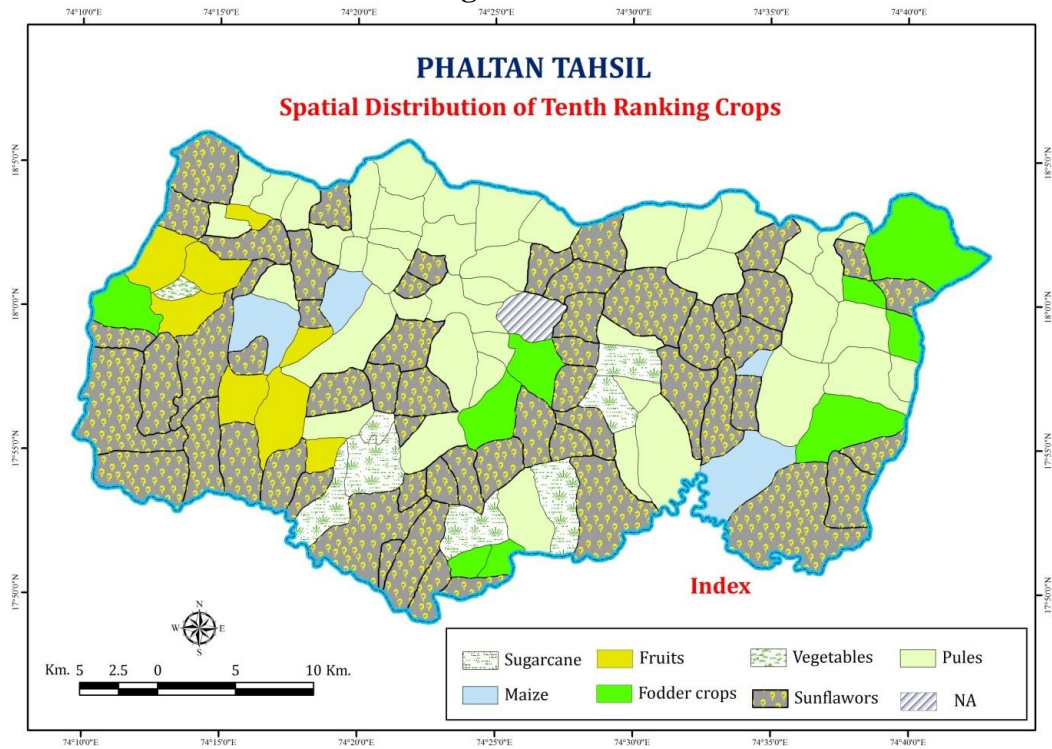 74°10'0"E 74°15'0"E 74°20'0"E 74°25'0"E 74°30'0"E 74°35'0"E 74°40'0"E
PHALTAN TAHSIL
Spatial Distribution of Tenth Ranking Crops
18°5'0"N 18°5'0"N
18°0'0"N 18°0'0"N
17°55'0"N 17°55'0"N
17°50'0"N 17°50'0"N
Index
N
W E
S
Km. 5 2.5 0 5 10 Km.
Sugarcane Fruits Vegetables Pules
Maize Fodder crops Sunflawors NA
74°10'0"E 74°15'0"E 74°20'0"E 74°25'0"E 74°30'0"E 74°35'0"E 74°40'0"E